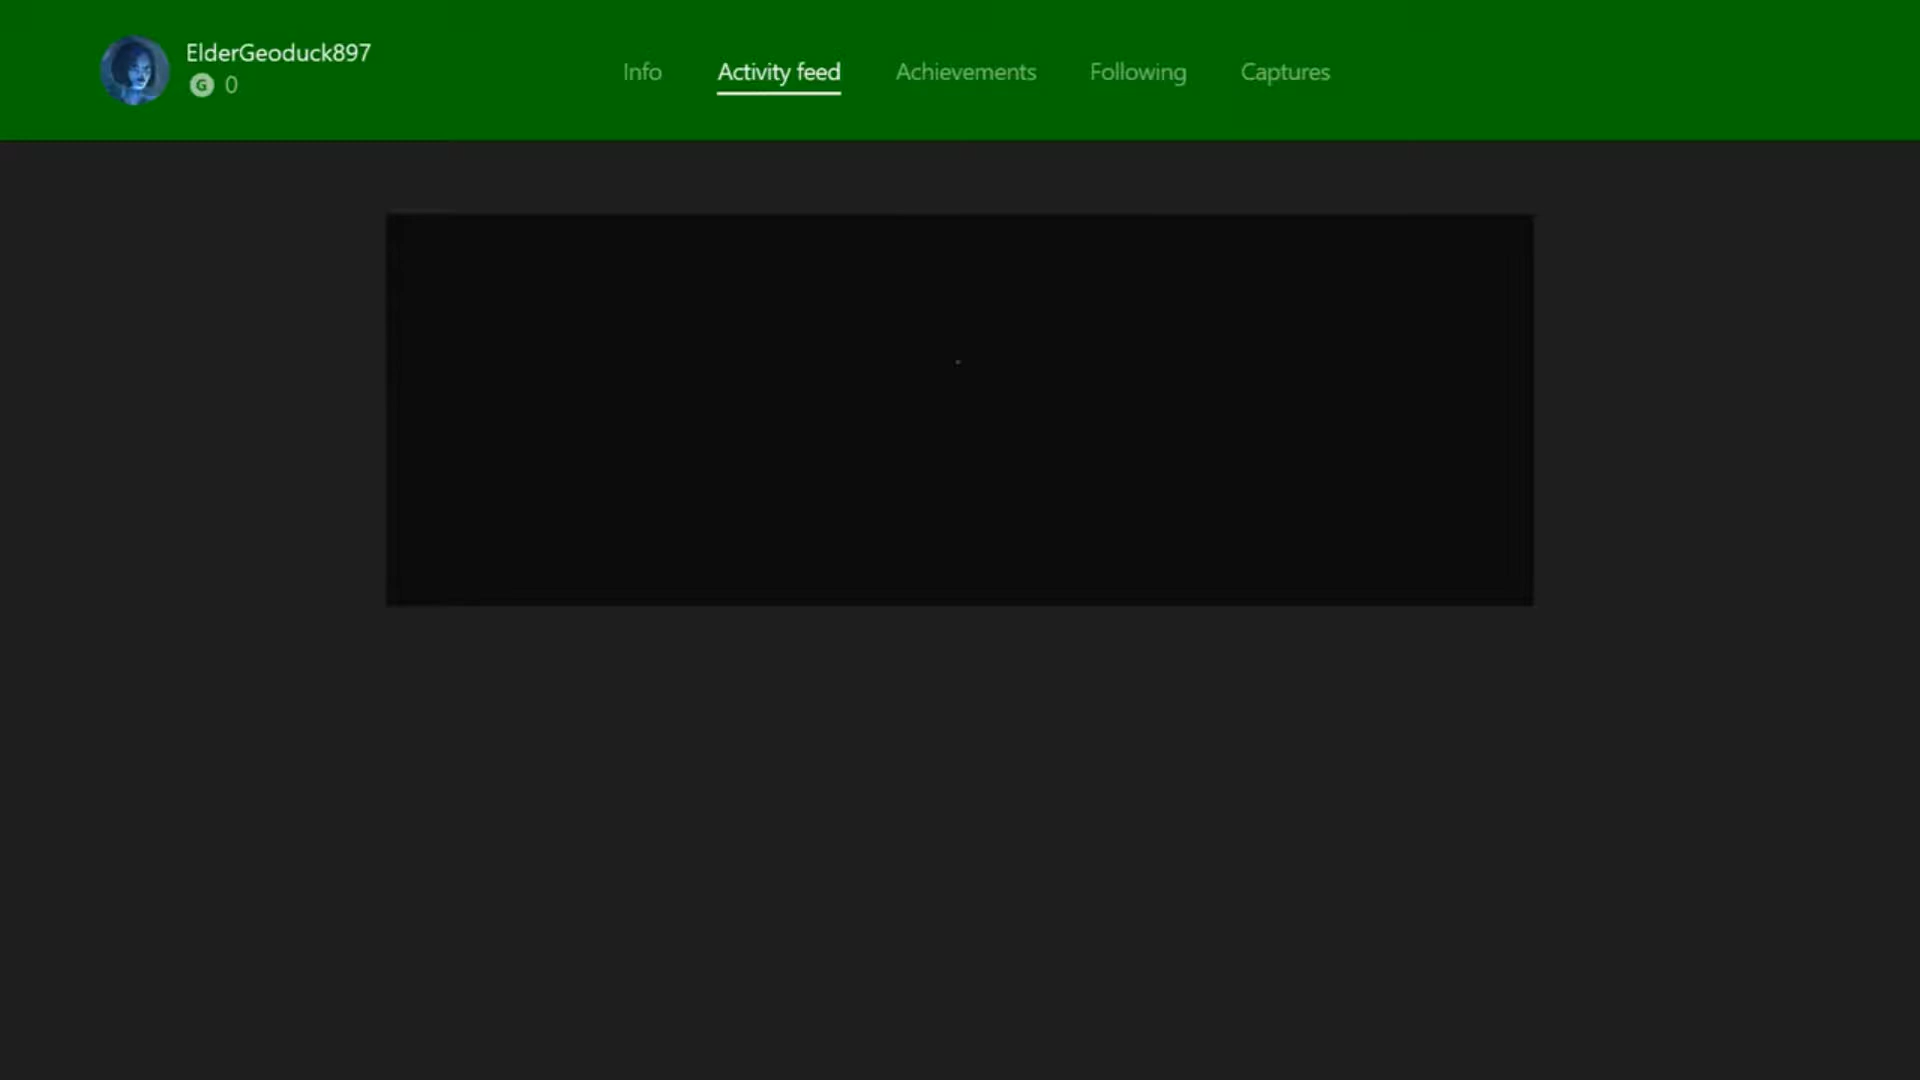 ElderGeoduck897
G 0
Info Activity feed Achievements Following Captures